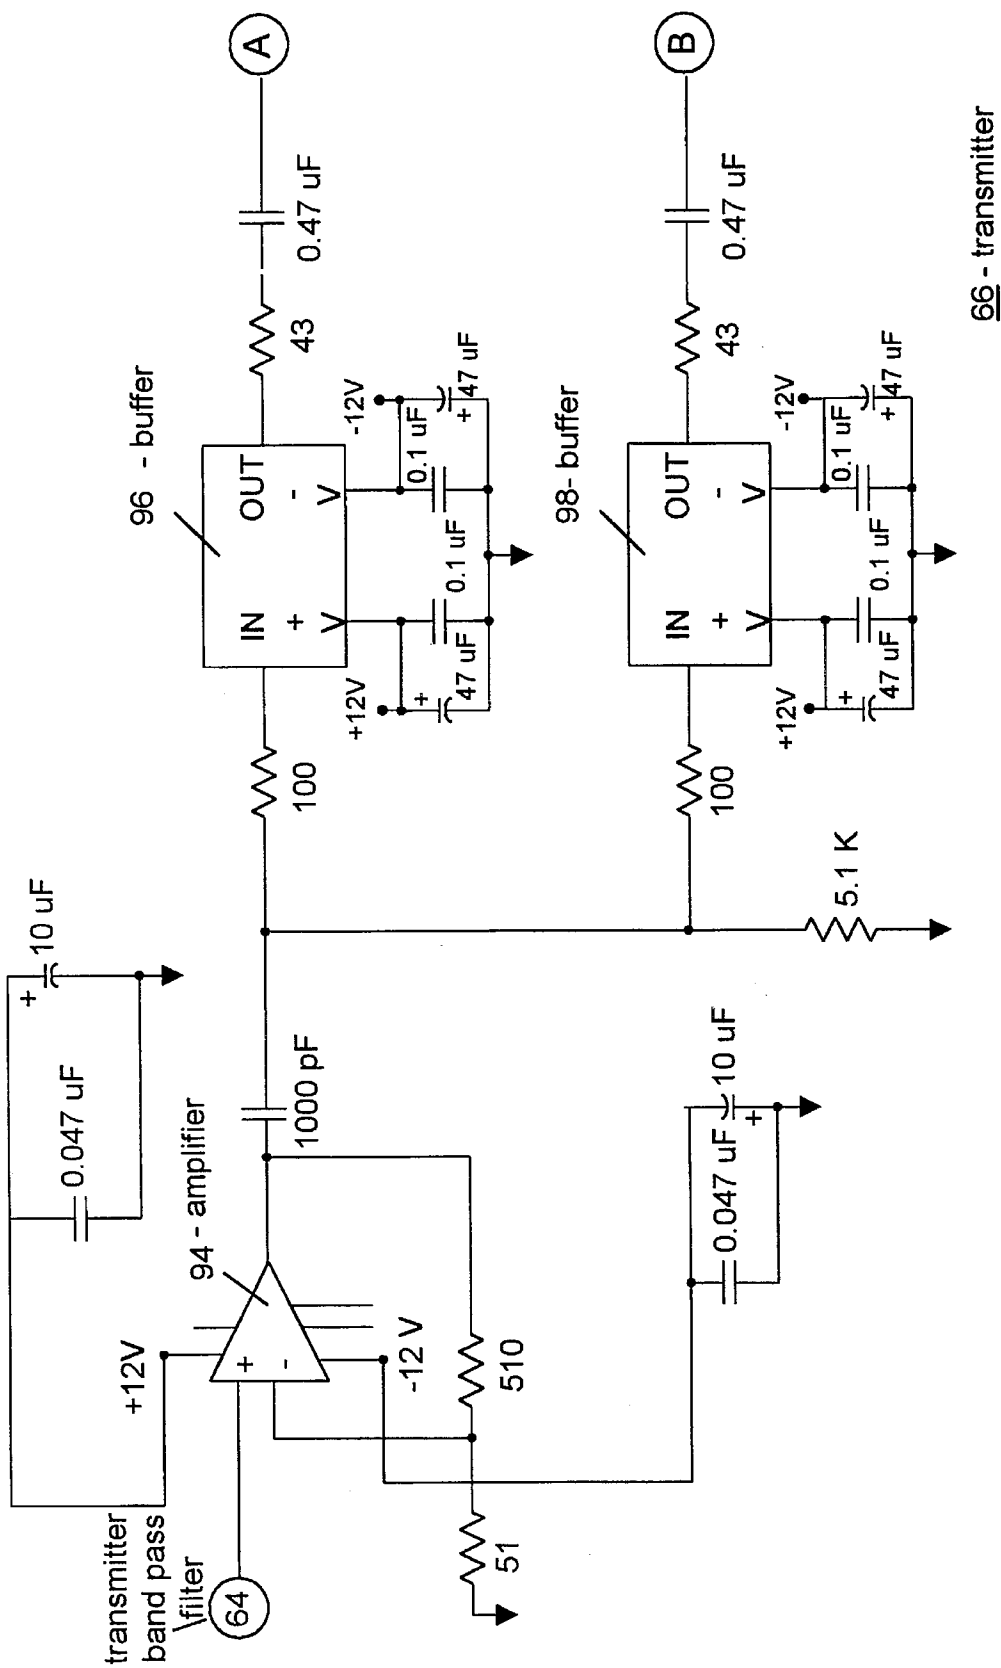 A
B
0.47 uF
0.47 uF
43
43
66 - transmitter
96 - buffer
OUT
-
V
IN
+
V
-12V
0.1 uF
+
47 uF
0.1 uF
+12V
+
47 uF
98- buffer
OUT
-
V
IN
+
V
-12V
0.1 uF
+
47 uF
0.1 uF
+12V
+
47 uF
100
100
5.1 K
+
10 uF
0.047 uF
1000 pF
94 - amplifier
+12V
+
-
-12 V
510
51
10 uF
+
0.047 uF
transmitter
band pass
filter
64